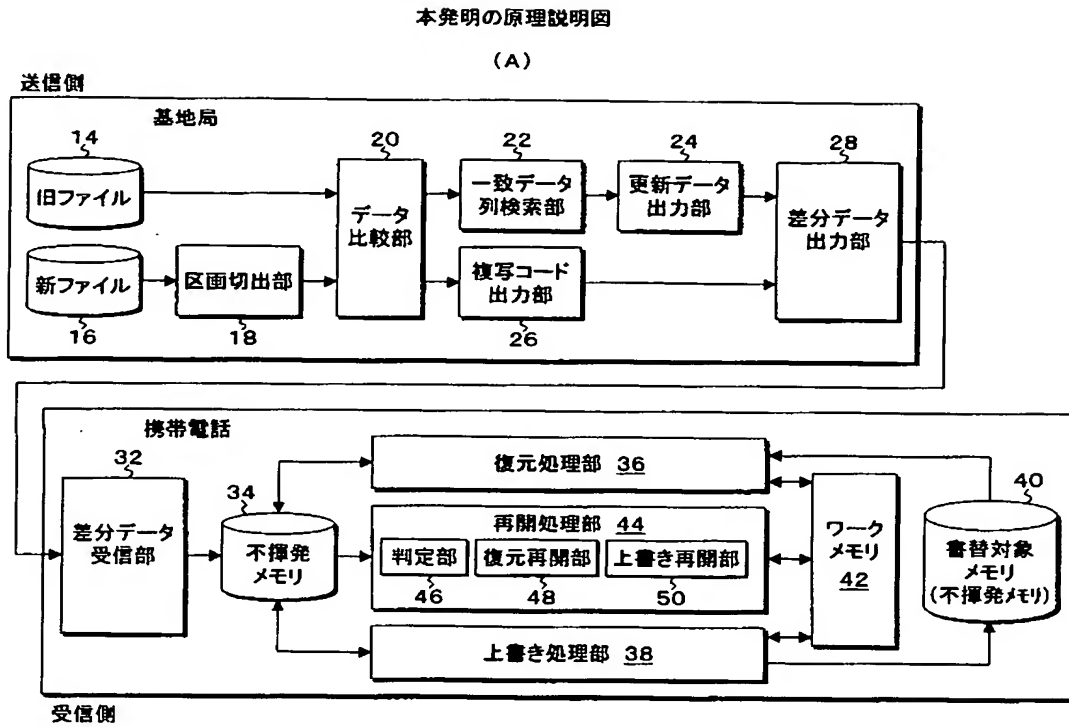 本発明の原理説明図
(A)
送信側
基地局
14
旧ファイル
新ファイル
16
区画切出部
18
20
データ
比較部
22
一致データ
列検索部
24
更新データ
出力部
複写コード
出力部
26
28
差分データ
出力部
携帯電話
32
差分データ
受信部
34
不揮発
メモリ
復元処理部 36
再開処理部 44
判定部
46
復元再開部
48
上書き再開部
50
上書き処理部 38
ワーク
メモリ
42
40
書替対象
メモリ
(不揮発メモリ)
受信側